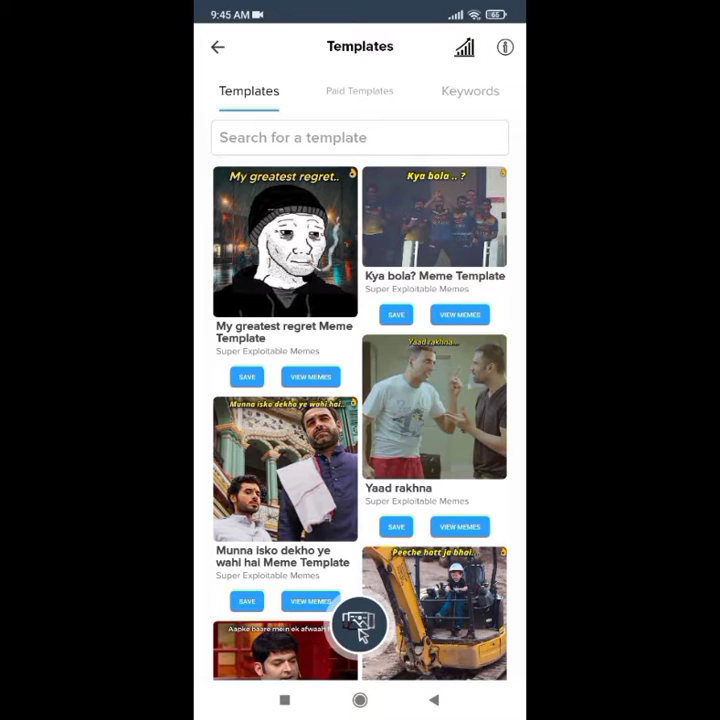 9:45 AM
65
Templates
Templates
Paid Templates
Keywords
Search for a template
My greatest regret..
My greatest regret Meme
Template
Super Exploitable Memes
SAVE
VIEW MEMES
Kya bola .. ?
Kya bola? Meme Template
Super Exploitable Memes
SAVE
VIEW MEMES
Munna isko dekho ye wahi hai..
Munna isko dekho ye
wahi hai Meme Template
Super Exploitable Memes
SAVE
VIEW MEMES
Yaad rakhna...
Yaad rakhna
Super Exploitable Memes
SAVE
VIEW MEMES
Aapke baare mein ek afwaah
Peeche hatt ja bhai.